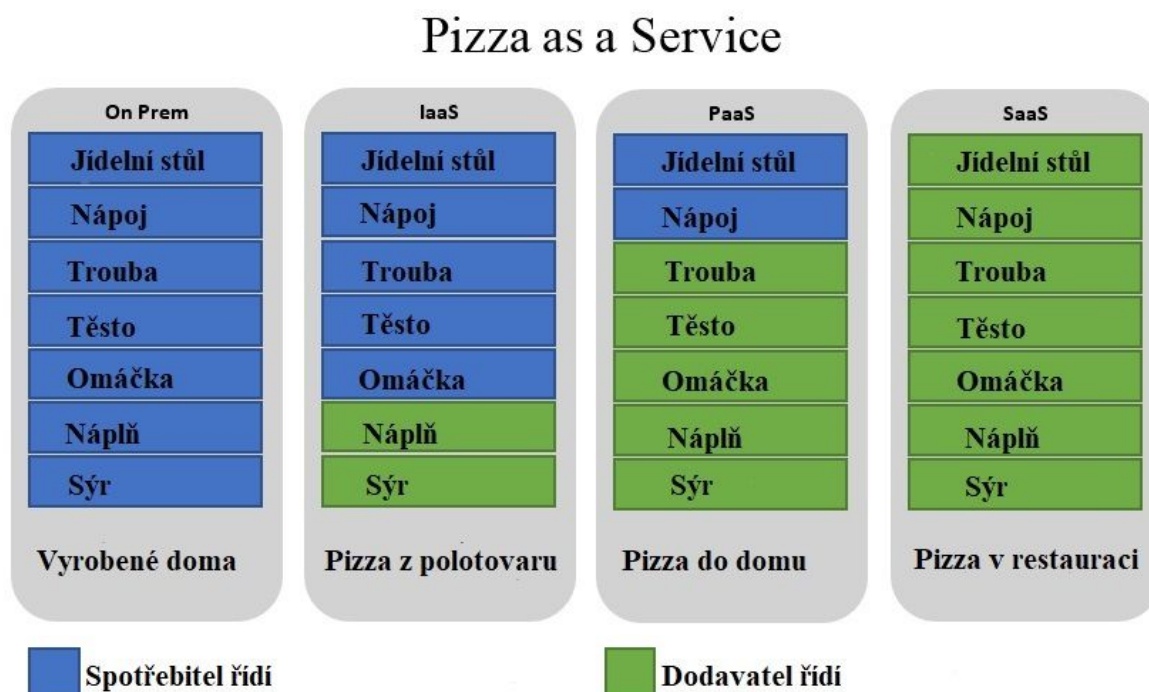 Pizza as a Service
On Prem
Jídelní stůl
Nápoj
Trouba
Těsto
Omáčka
Náplň
Sýr
Vyrobené doma
IaaS
Jídelní stůl
Nápoj
Trouba
Těsto
Omáčka
Náplň
Sýr
Pizza z polotovaru
PaaS
Jídelní stůl
Nápoj
Trouba
Těsto
Omáčka
Náplň
Sýr
Pizza do domu
SaaS
Jídelní stůl
Nápoj
Trouba
Těsto
Omáčka
Náplň
Sýr
Pizza v restauraci
Spotřebitel řídí
Dodavatel řídí